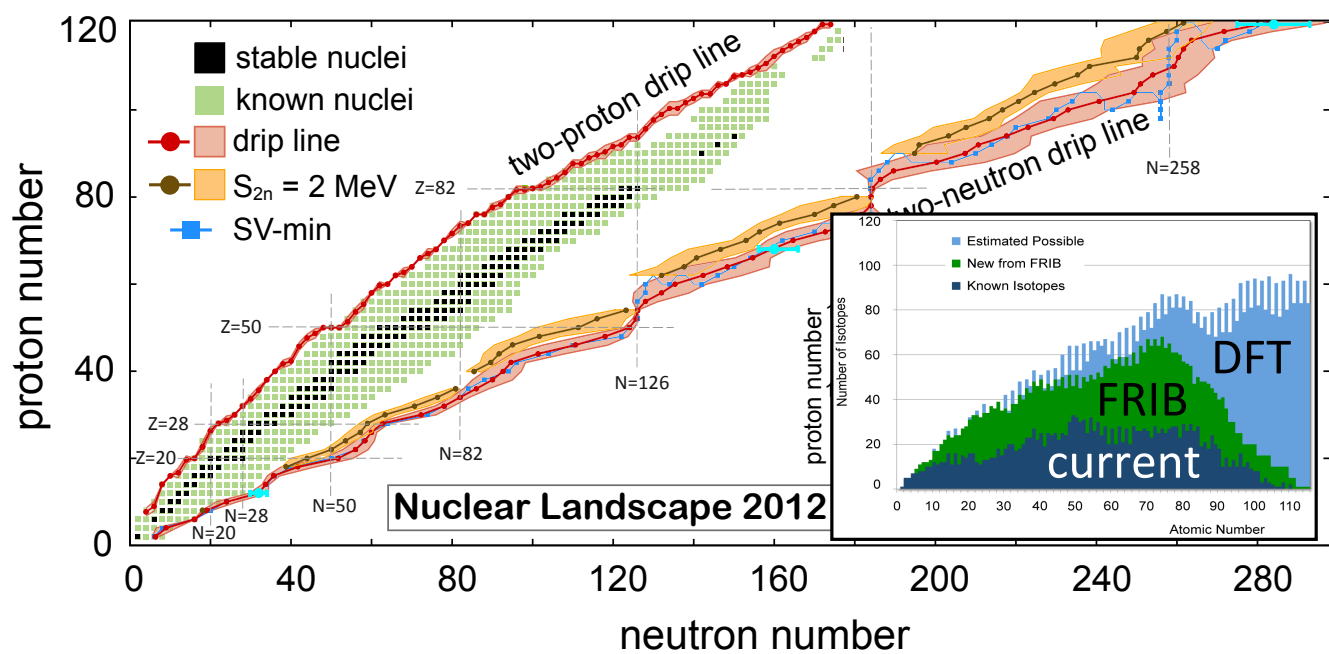 120
80
40
0
0
40
80
120
160
200
240
280
proton number
neutron number
stable nuclei
known nuclei
drip line
S2n = 2 MeV
SV-min
two-proton drip line
two-neutron drip line
Z=82
Z=50
Z=28
Z=20
N=20
N=28
N=50
N=82
N=126
N=258
Nuclear Landscape 2012
proton number
Number of Isotopes
120
100
80
60
40
20
0
Estimated Possible
New from FRIB
Known Isotopes
DFT
FRIB
current
0 10 20 30 40 50 60 70 80 90 100 110
Atomic Number